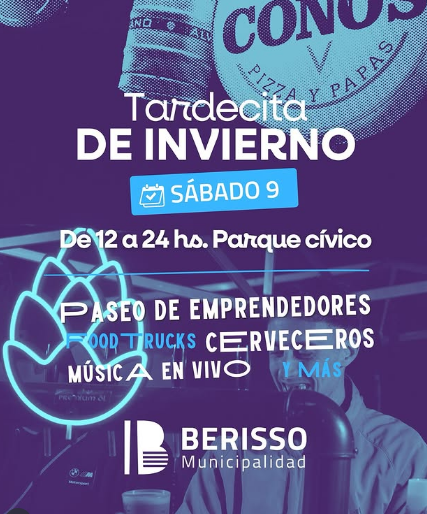 ANO
CONOS
PIZZA Y PAPAS
Tardecita
DE INVIERNO
SÁBADO 9
De 12 a 24 hs. Parque cívico
PASEO DE EMPRENDEDORES
FOOD TRUCKS CERVECEROS
MÚSICA EN VIVO Y MÁS
BERISSO
Municipalidad